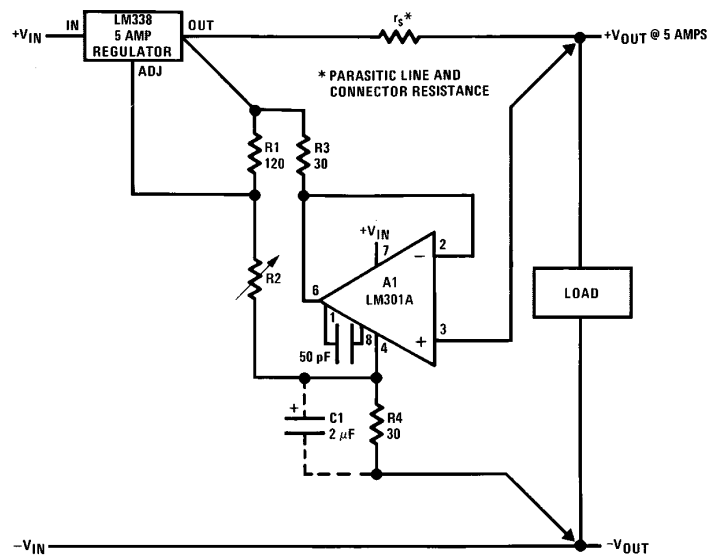 LM338
5 AMP
REGULATOR
IN
OUT
ADJ
+VIN
rs*
+VOUT @ 5 AMPS
* PARASITIC LINE AND
CONNECTOR RESISTANCE
R1
120
R3
30
+VIN
7
2
−
A1
LM301A
6
R2
1
8
4
+
3
50 pF
LOAD
+
C1
2 μF
R4
30
−VIN
−VOUT